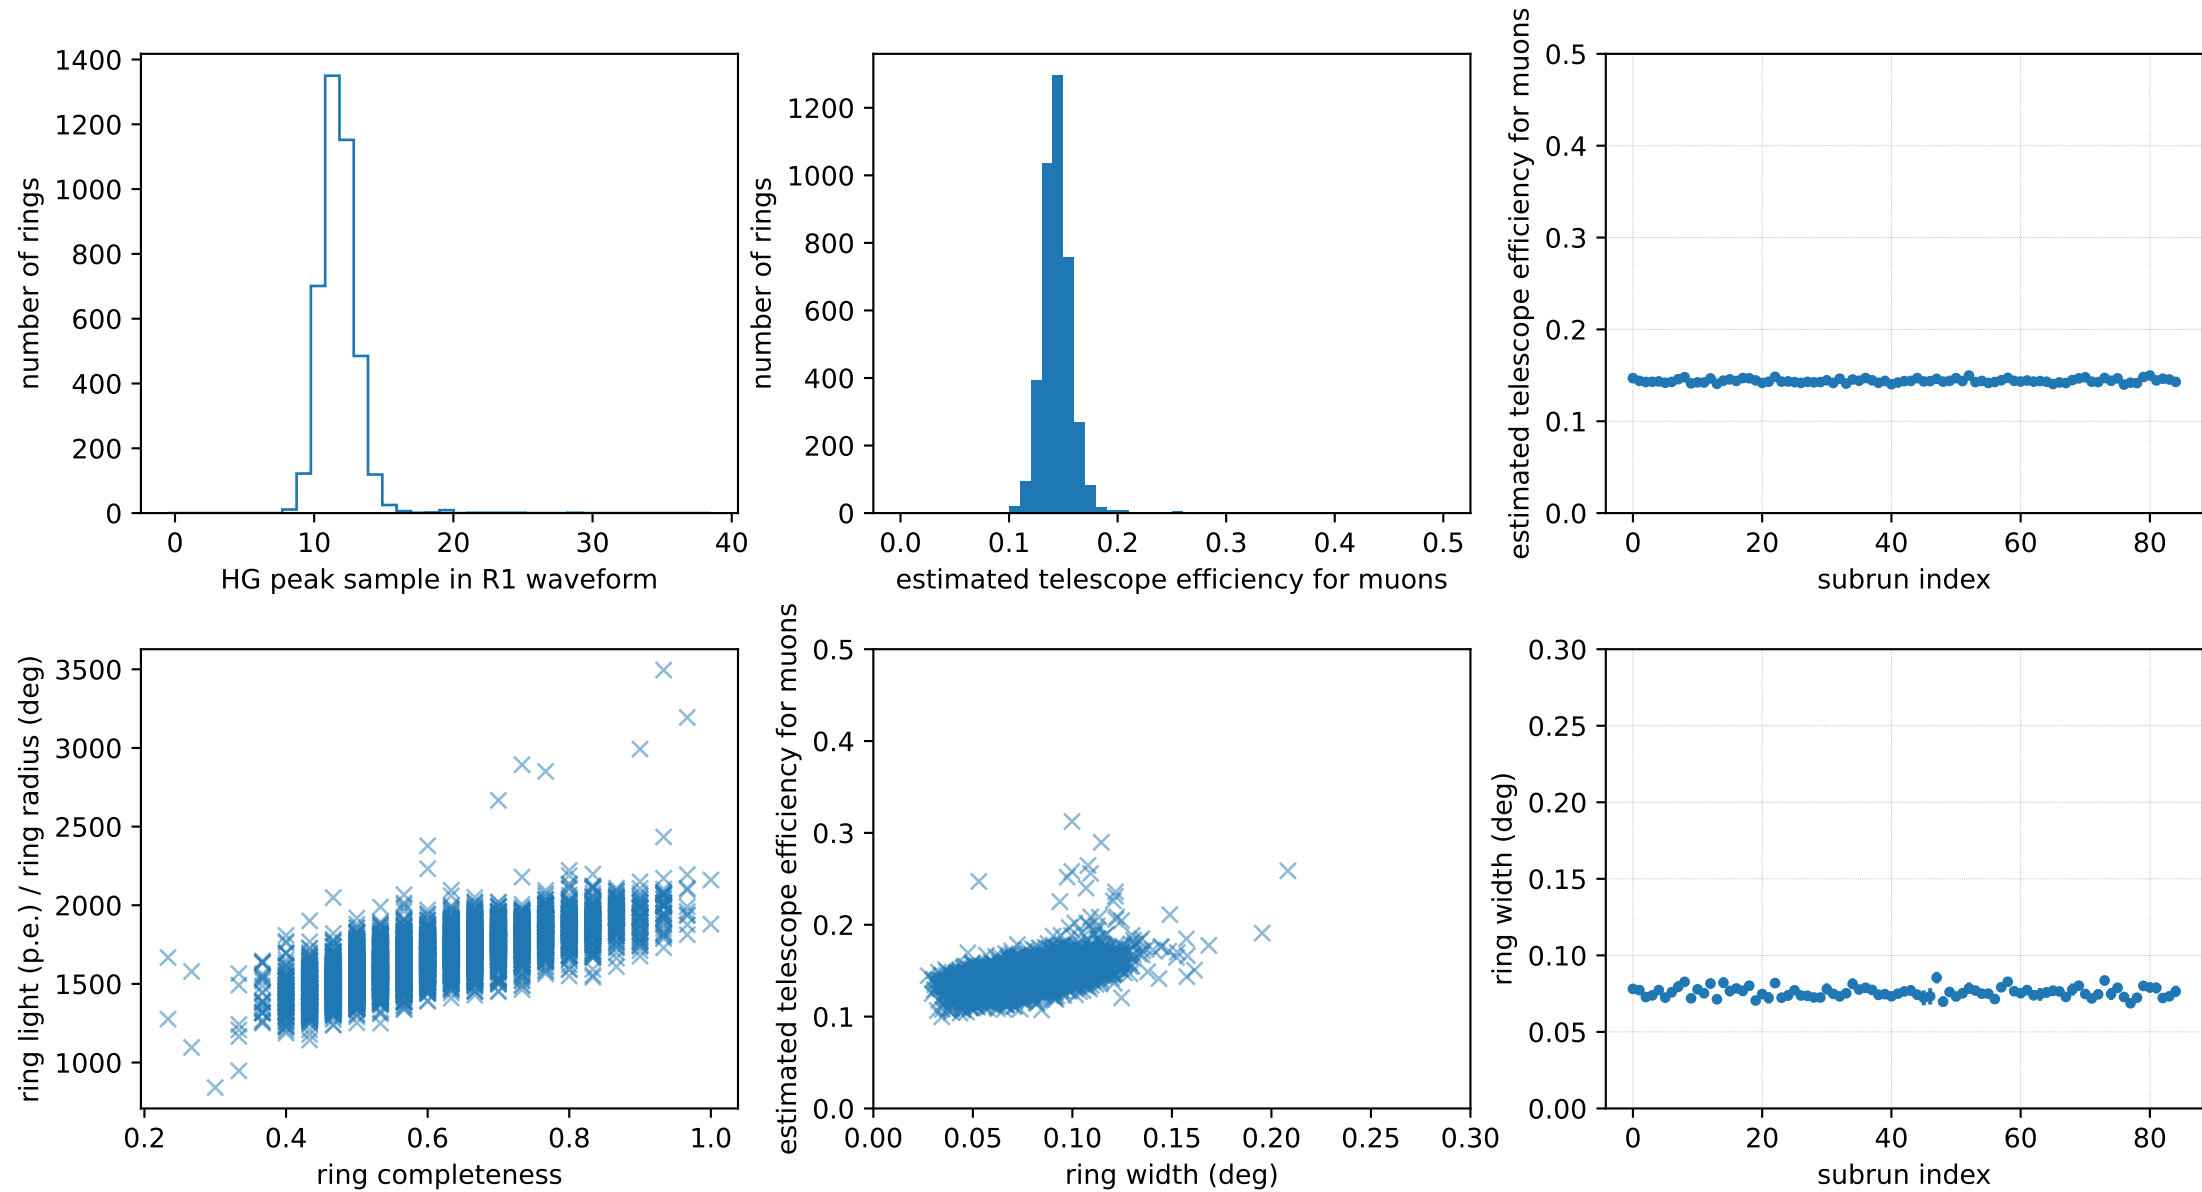 1400
1200
1000
800
600
400
200
0
number of rings
0 10 20 30 40
HG peak sample in R1 waveform
1200
1000
800
600
400
200
0
number of rings
0.0 0.1 0.2 0.3 0.4 0.5
estimated telescope efficiency for muons
0.5
0.4
0.3
0.2
0.1
0.0
estimated telescope efficiency for muons
0 20 40 60 80
subrun index
3500
3000
2500
2000
1500
1000
ring light (p.e.) / ring radius (deg)
0.2 0.4 0.6 0.8 1.0
ring completeness
0.5
0.4
0.3
0.2
0.1
0.0
estimated telescope efficiency for muons
0.00 0.05 0.10 0.15 0.20 0.25 0.30
ring width (deg)
0.30
0.25
0.20
0.15
0.10
0.05
0.00
ring width (deg)
0 20 40 60 80
subrun index